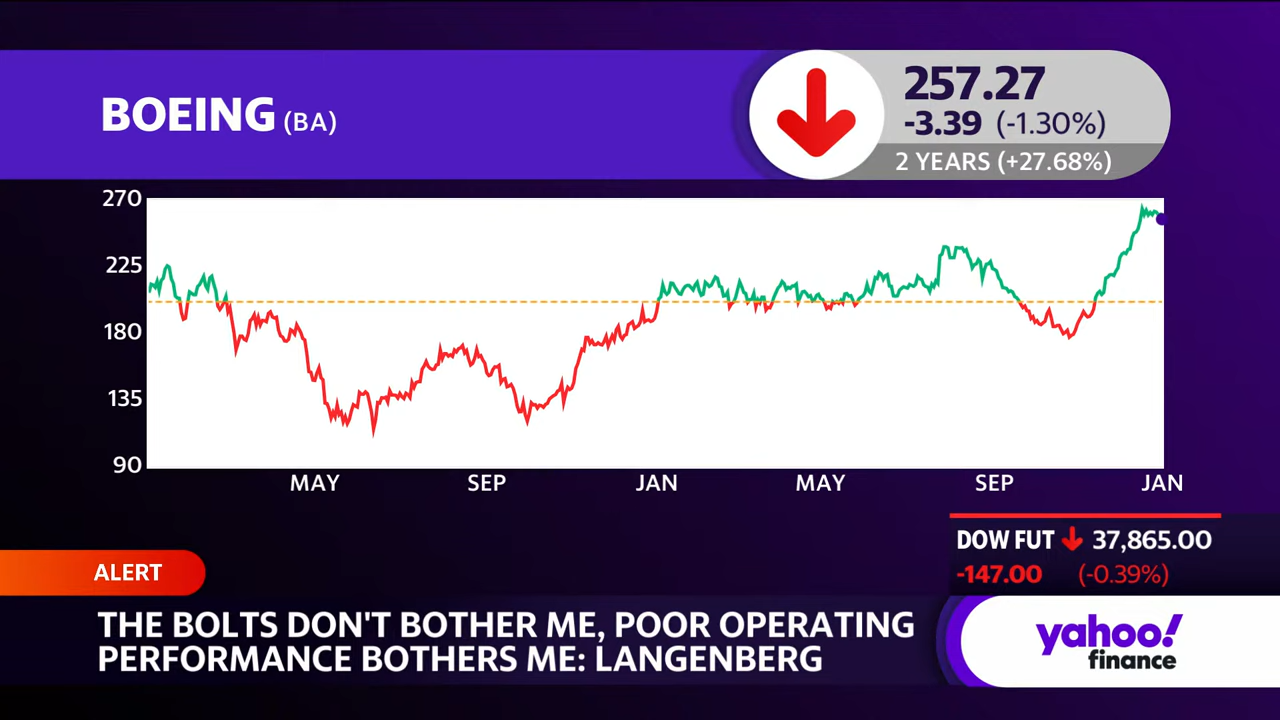 BOEING (BA)
257.27
-3.39 (-1.30%)
2 YEARS (+27.68%)
270
225
180
135
90
MAY SEP JAN MAY SEP JAN
DOW FUT 37,865.00
-147.00 (-0.39%)
ALERT
THE BOLTS DON'T BOTHER ME, POOR OPERATING
PERFORMANCE BOTHERS ME: LANGENBERG
yahoo!
finance